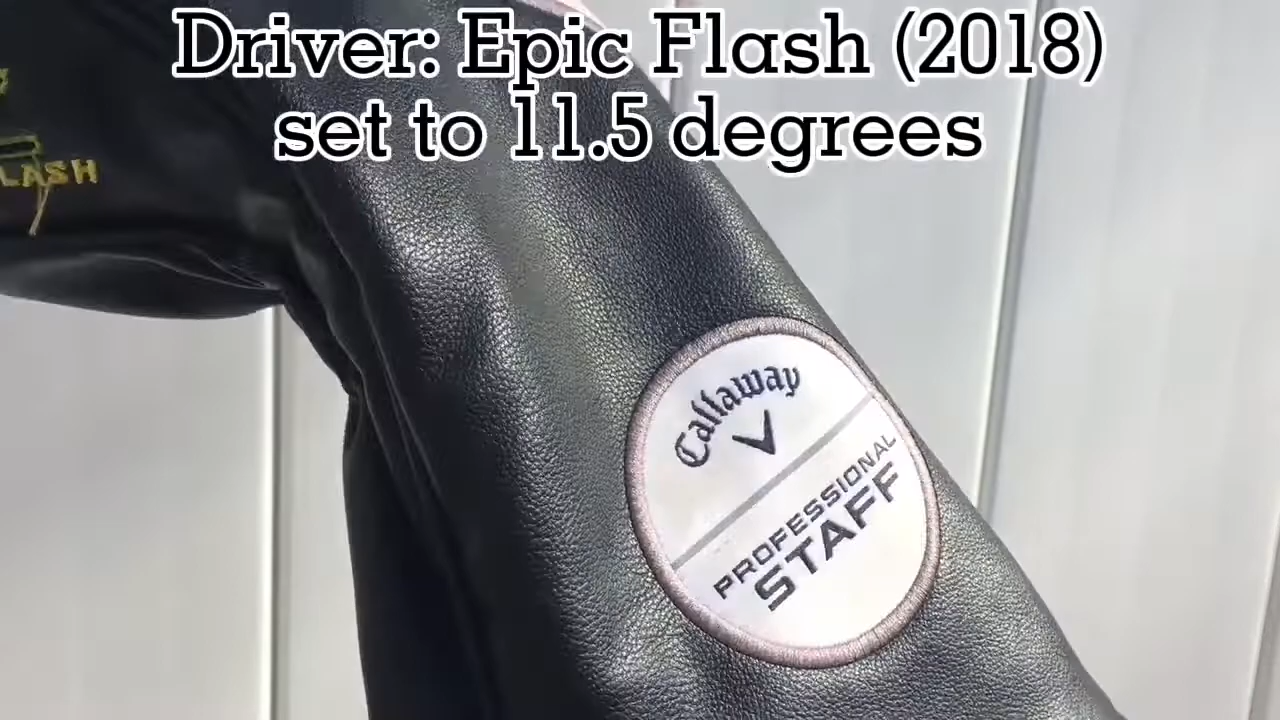 Driver: Epic Flash (2018)
set to 11.5 degrees
LASH
Callaway
PROFESSIONAL
STAFF